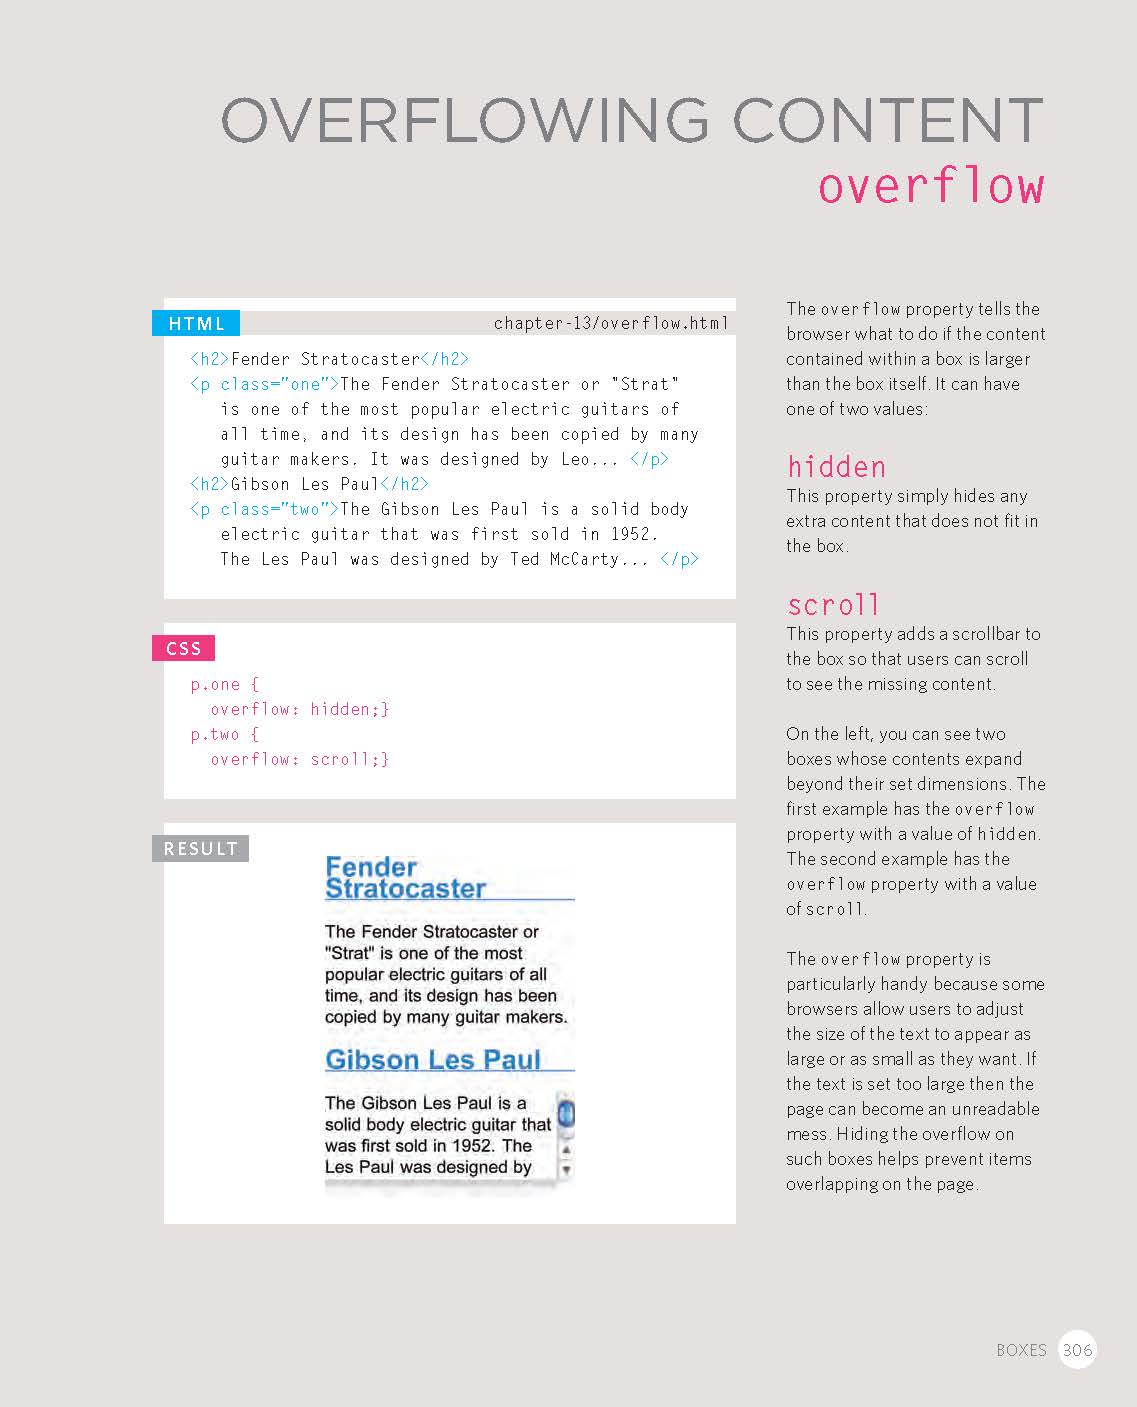 OVERFLOWING CONTENT
overflow
HTML
chapter-13/overflow.html
<h2>Fender Stratocaster</h2>
<p class="one">The Fender Stratocaster or "Strat"
is one of the most popular electric guitars of
all time, and its design has been copied by many
guitar makers. It was designed by Leo... </p>
<h2>Gibson Les Paul</h2>
<p class="two">The Gibson Les Paul is a solid body
electric guitar that was first sold in 1952.
The Les Paul was designed by Ted McCarty... </p>
CSS
p.one {
overflow: hidden;}
p.two {
overflow: scroll;}
RESULT
Fender
Stratocaster
The Fender Stratocaster or
"Strat" is one of the most
popular electric guitars of all
time, and its design has been
copied by many guitar makers.
Gibson Les Paul
The Gibson Les Paul is a
solid body electric guitar that
was first sold in 1952. The
Les Paul was designed by
The overflow property tells the
browser what to do if the content
contained within a box is larger
than the box itself. It can have
one of two values:
hidden
This property simply hides any
extra content that does not fit in
the box.
scroll
This property adds a scrollbar to
the box so that users can scroll
to see the missing content.
On the left, you can see two
boxes whose contents expand
beyond their set dimensions. The
first example has the overflow
property with a value of hidden.
The second example has the
overflow property with a value
of scroll.
The overflow property is
particularly handy because some
browsers allow users to adjust
the size of the text to appear as
large or as small as they want. If
the text is set too large then the
page can become an unreadable
mess. Hiding the overflow on
such boxes helps prevent items
overlapping on the page.
BOXES 306